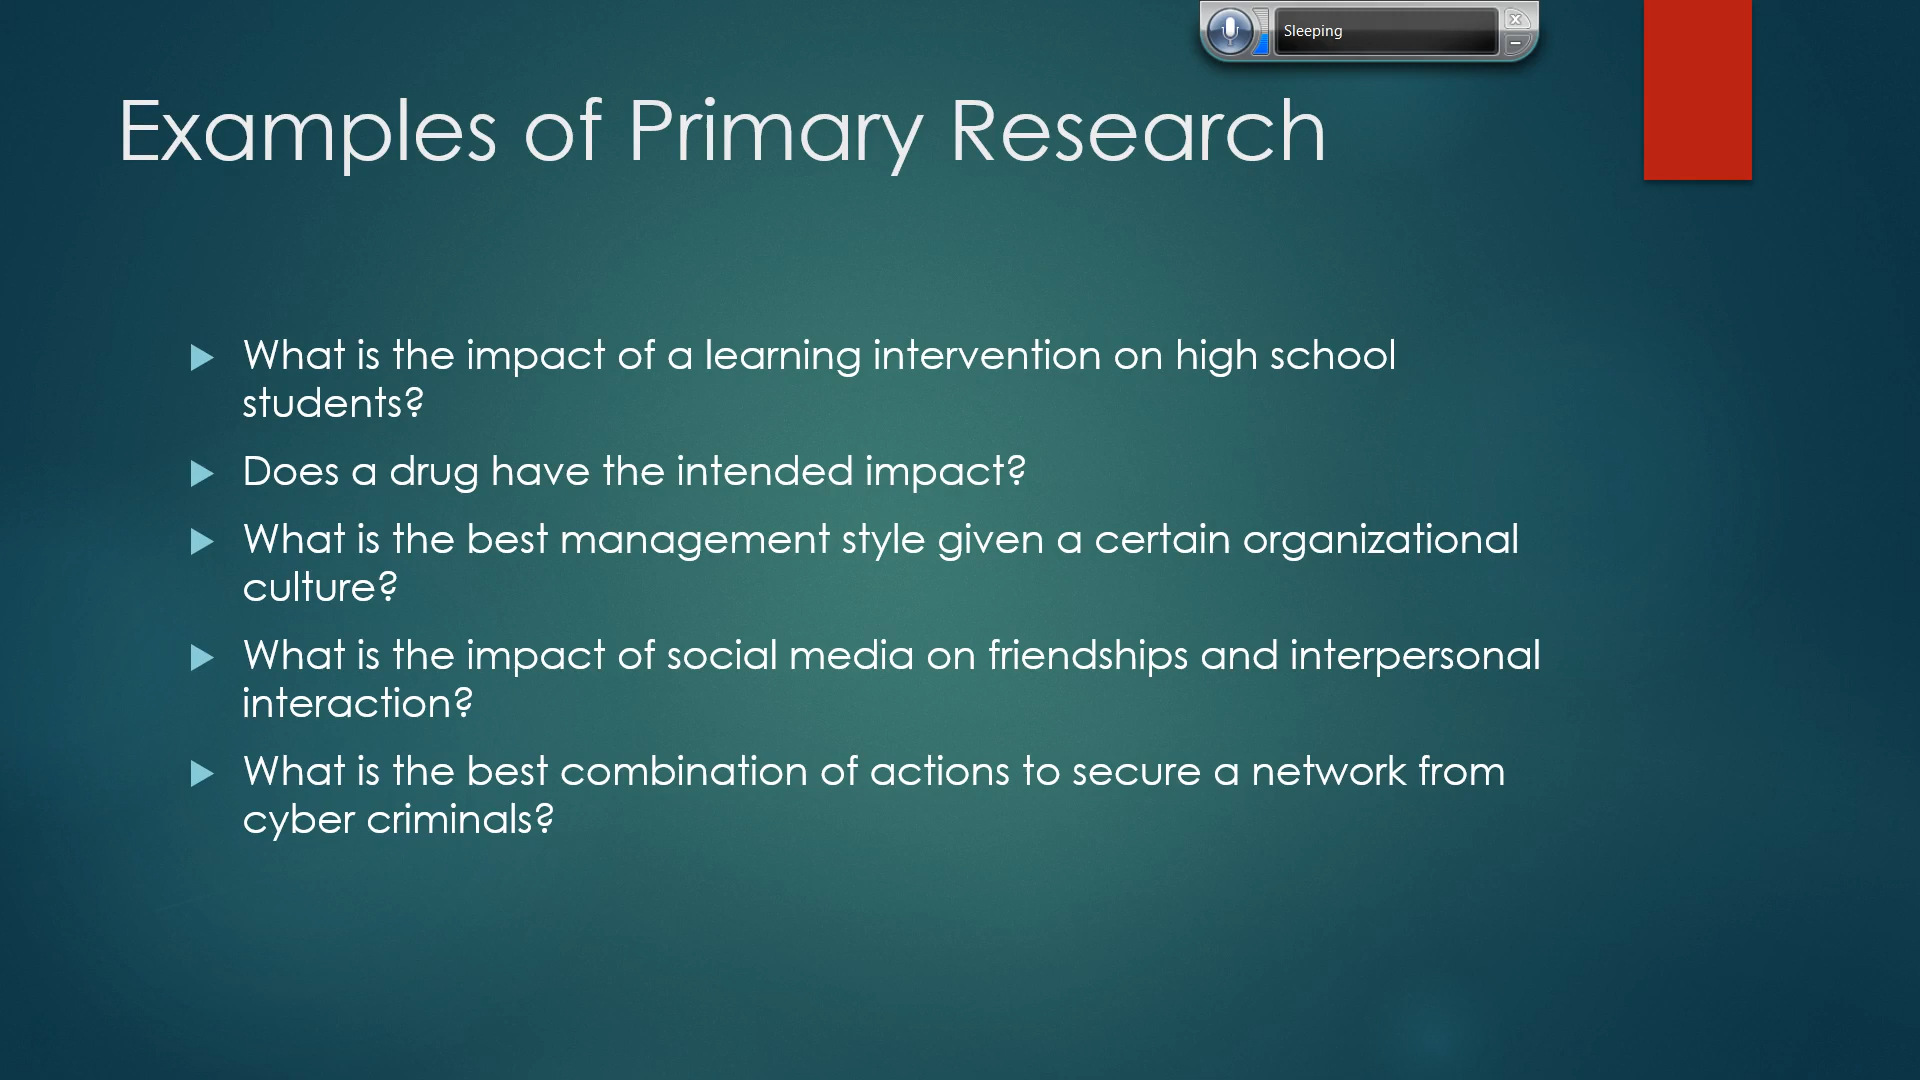 Sleeping
Examples of Primary Research
What is the impact of a learning intervention on high school
students?
Does a drug have the intended impact?
What is the best management style given a certain organizational
culture?
What is the impact of social media on friendships and interpersonal
interaction?
What is the best combination of actions to secure a network from
cyber criminals?